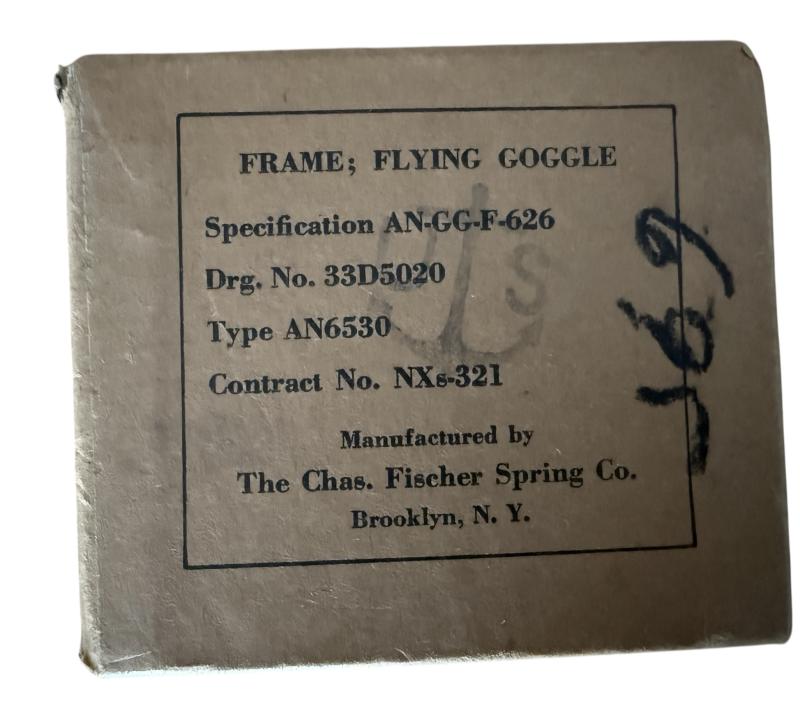 FRAME; FLYING GOGGLE
Specification AN-GG-F-626
Drg. No. 33D5020
Type AN6530
Contract No. NXs-321
Manufactured by
The Chas. Fischer Spring Co.
Brooklyn, N. Y.
U S